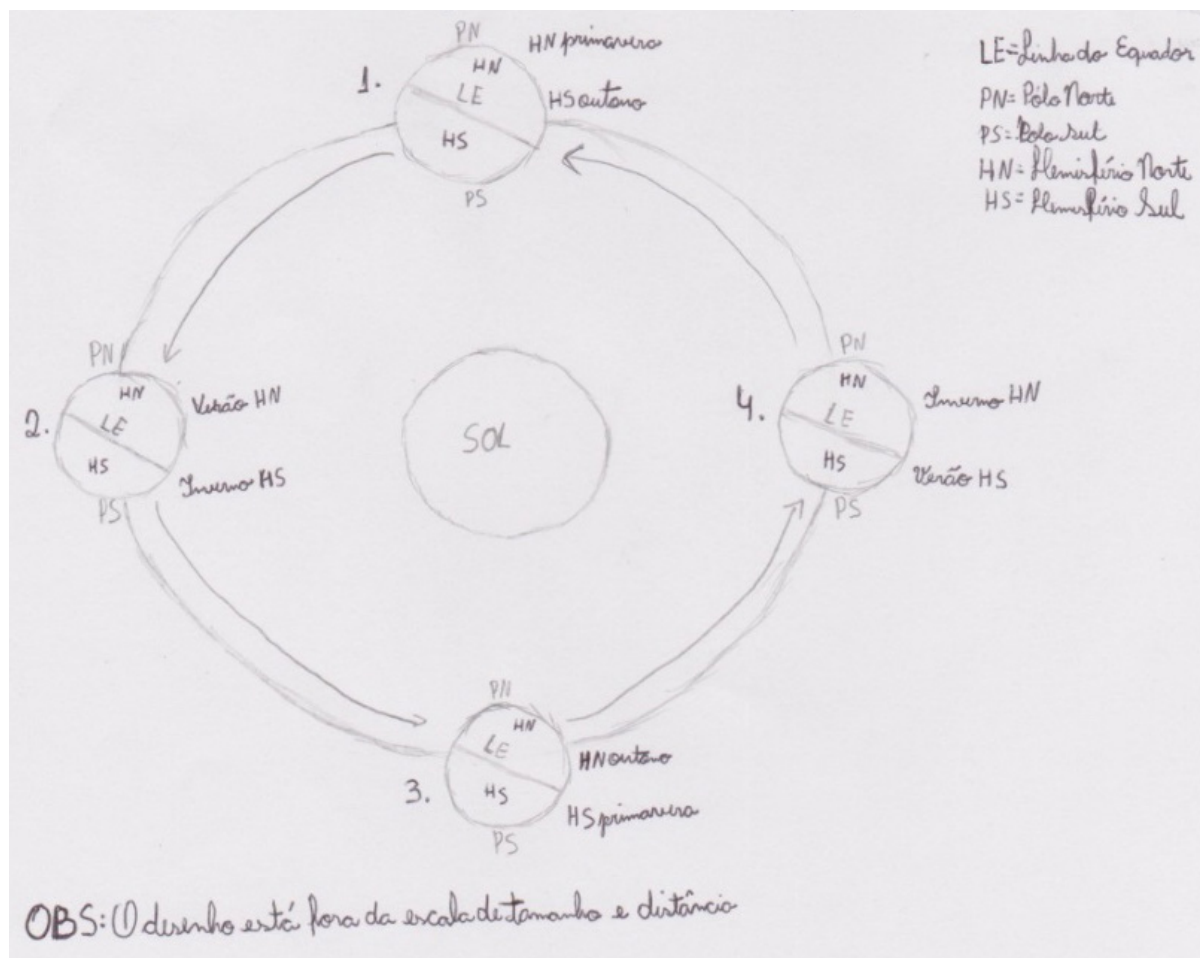 PN
HN primavera
HN
1.
LE
HS outono
HS
PS
LE=Linha do Equador
PN= Pólo Norte
PS= Pólo Sul
HN= Hemisfério Norte
HS= Hemisfério Sul
PN
HN
Verão HN
2.
LE
HS
Inverno HS
PS
SOL
PN
HN
Inverno HN
4.
LE
HS
Verão HS
PS
PN
HN
LE
HN outono
3.
HS
HS primavera
PS
OBS: O desenho está fora da escala de tamanho e distância